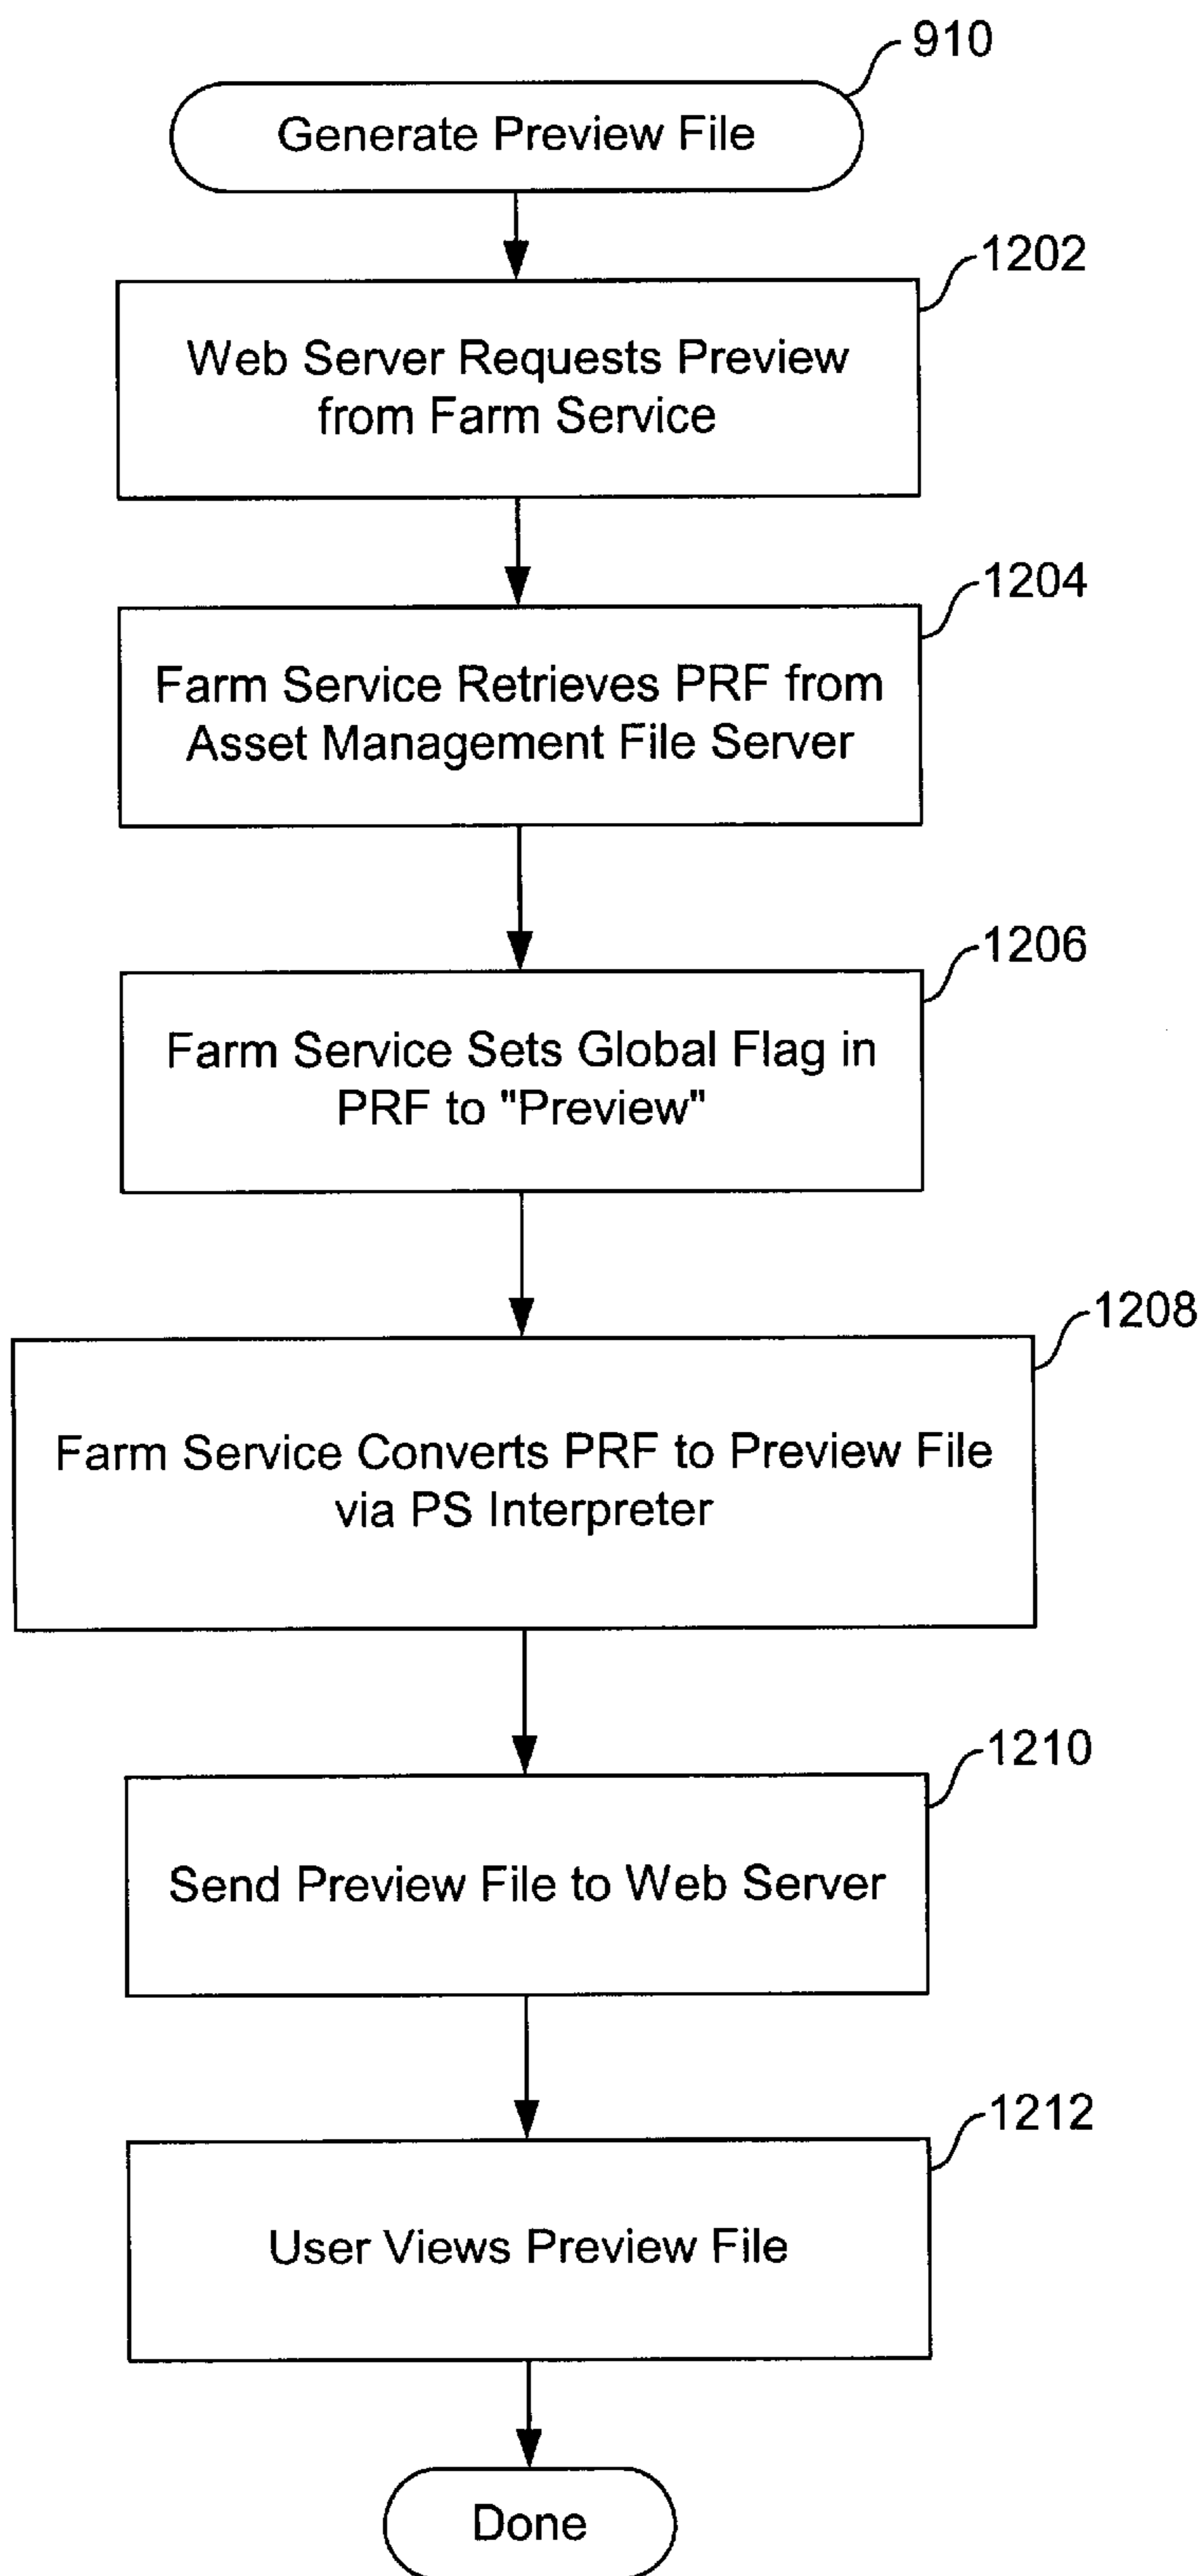 910
Generate Preview File
1202
Web Server Requests Preview
from Farm Service
1204
Farm Service Retrieves PRF from
Asset Management File Server
1206
Farm Service Sets Global Flag in
PRF to "Preview"
1208
Farm Service Converts PRF to Preview File
via PS Interpreter
1210
Send Preview File to Web Server
1212
User Views Preview File
Done